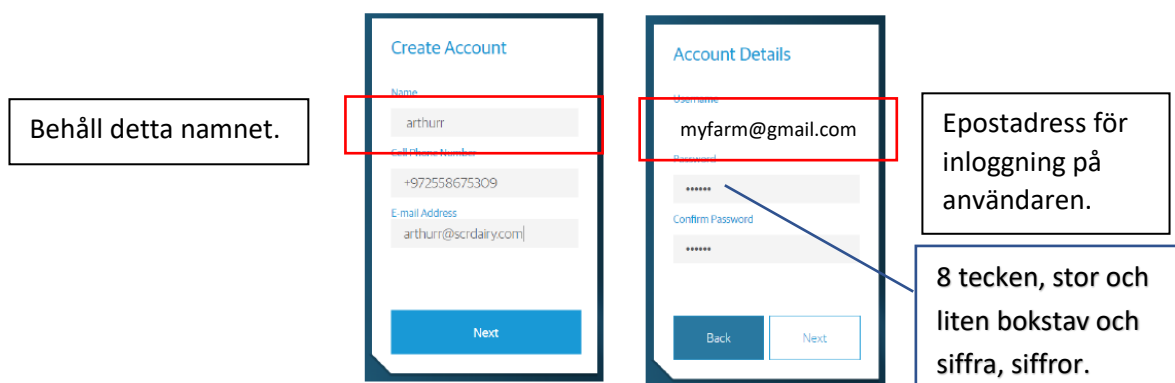 Behåll detta namnet.
Create Account
Name
arthurr
Cell Phone Number
+972558675309
E-mail Address
arthurr@scrdairy.com
Next
Account Details
Username
myfarm@gmail.com
Password
••••••
Confirm Password
••••••
Back
Next
Epostadress för
inloggning på
användaren.
8 tecken, stor och
liten bokstav och
siffra, siffror.